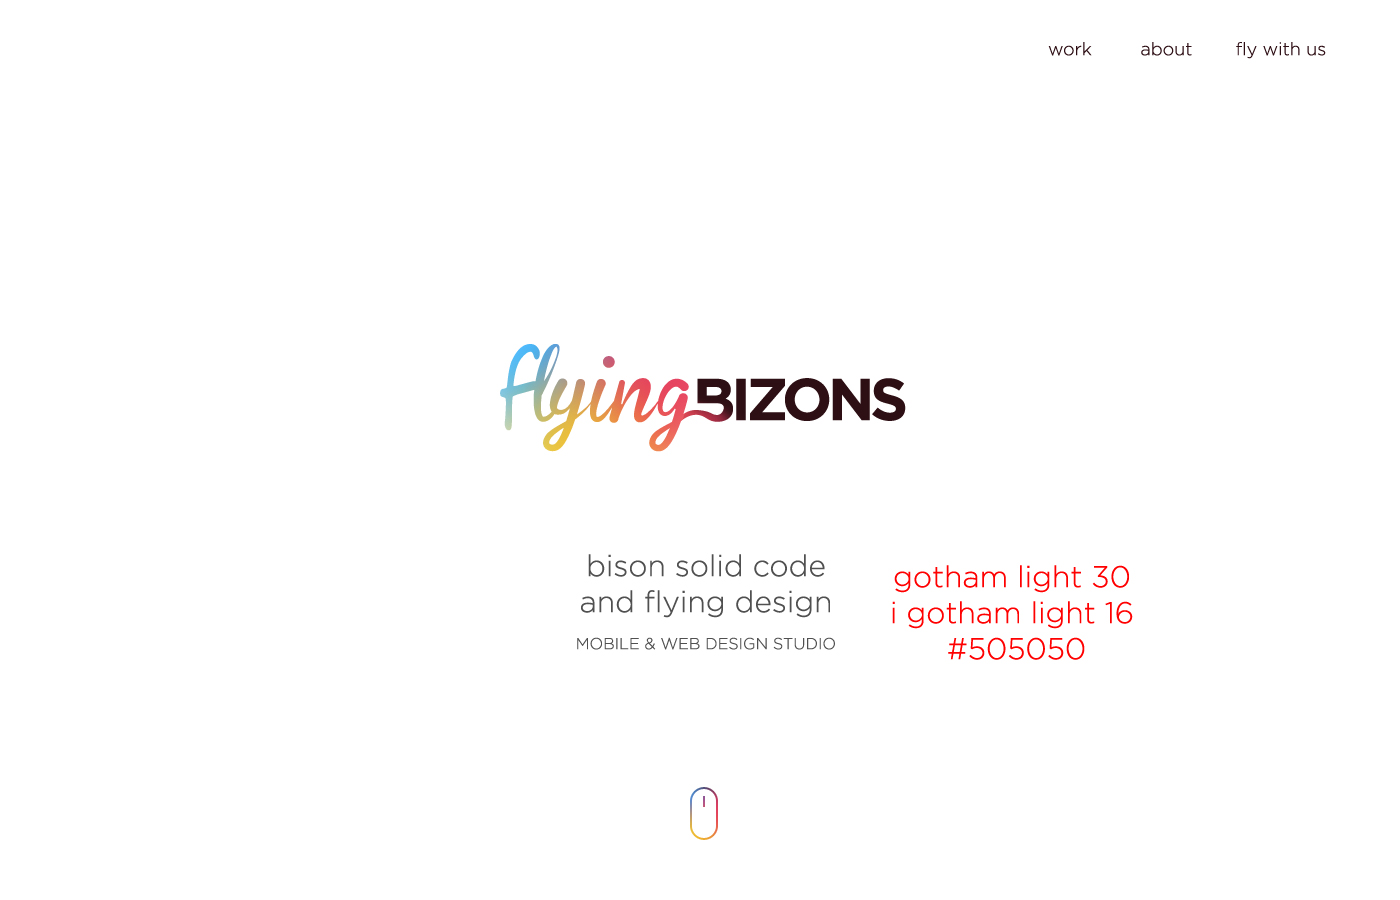 work about fly with us
flyingBIZONS
bison solid code
and flying design
MOBILE & WEB DESIGN STUDIO
gotham light 30
i gotham light 16
#505050